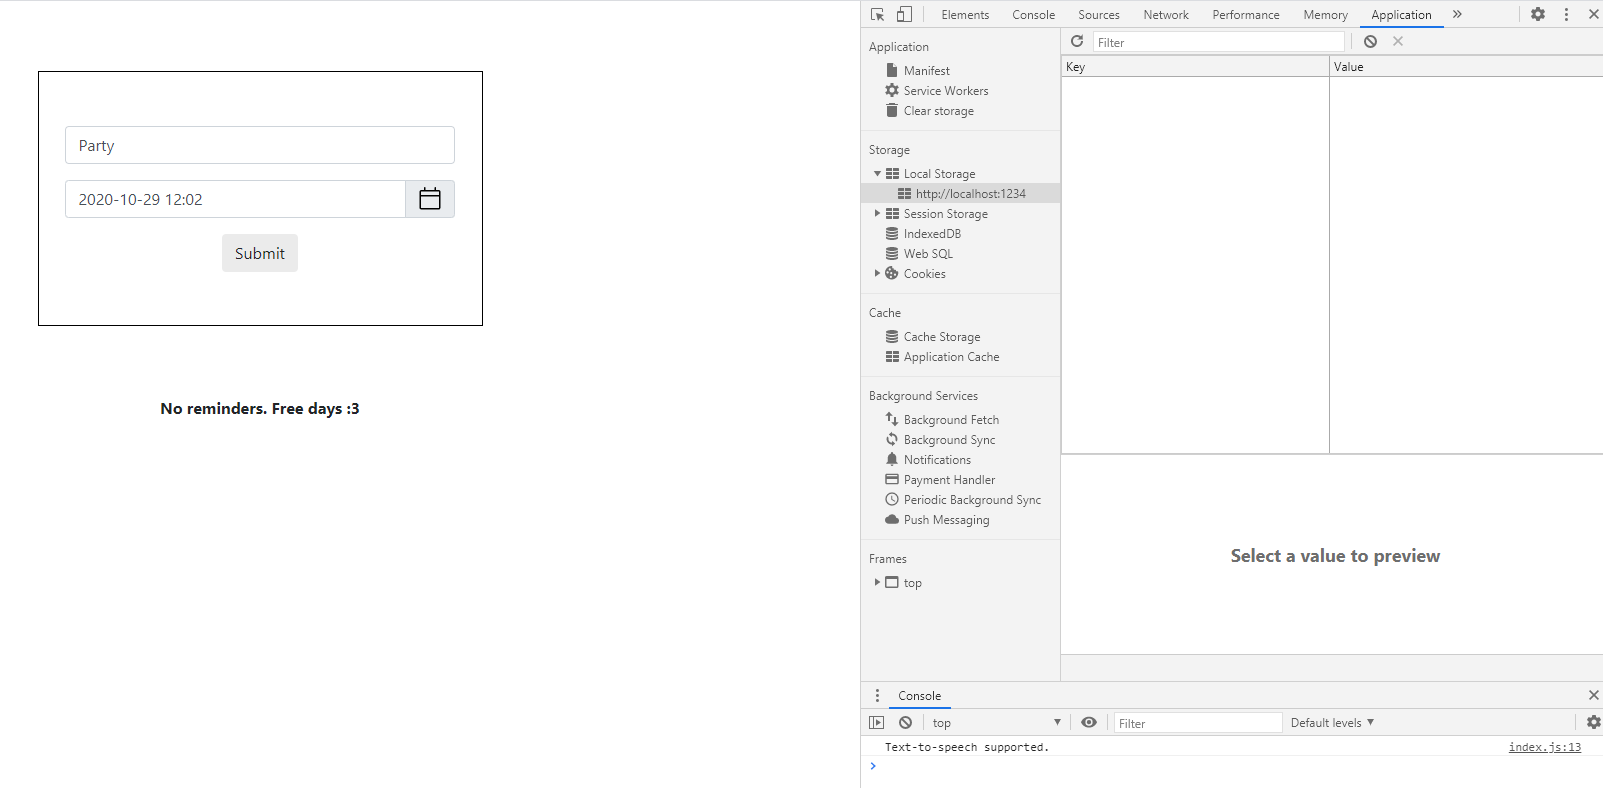 Party
2020-10-29 12:02
Submit
No reminders. Free days :3
Elements Console Sources Network Performance Memory Application »
Application
Manifest
Service Workers
Clear storage
Storage
Local Storage
http://localhost:1234
Session Storage
IndexedDB
Web SQL
Cookies
Cache
Cache Storage
Application Cache
Background Services
Background Fetch
Background Sync
Notifications
Payment Handler
Periodic Background Sync
Push Messaging
Frames
top
Filter
Key Value
Select a value to preview
Console
top Filter Default levels
Text-to-speech supported. index.js:13